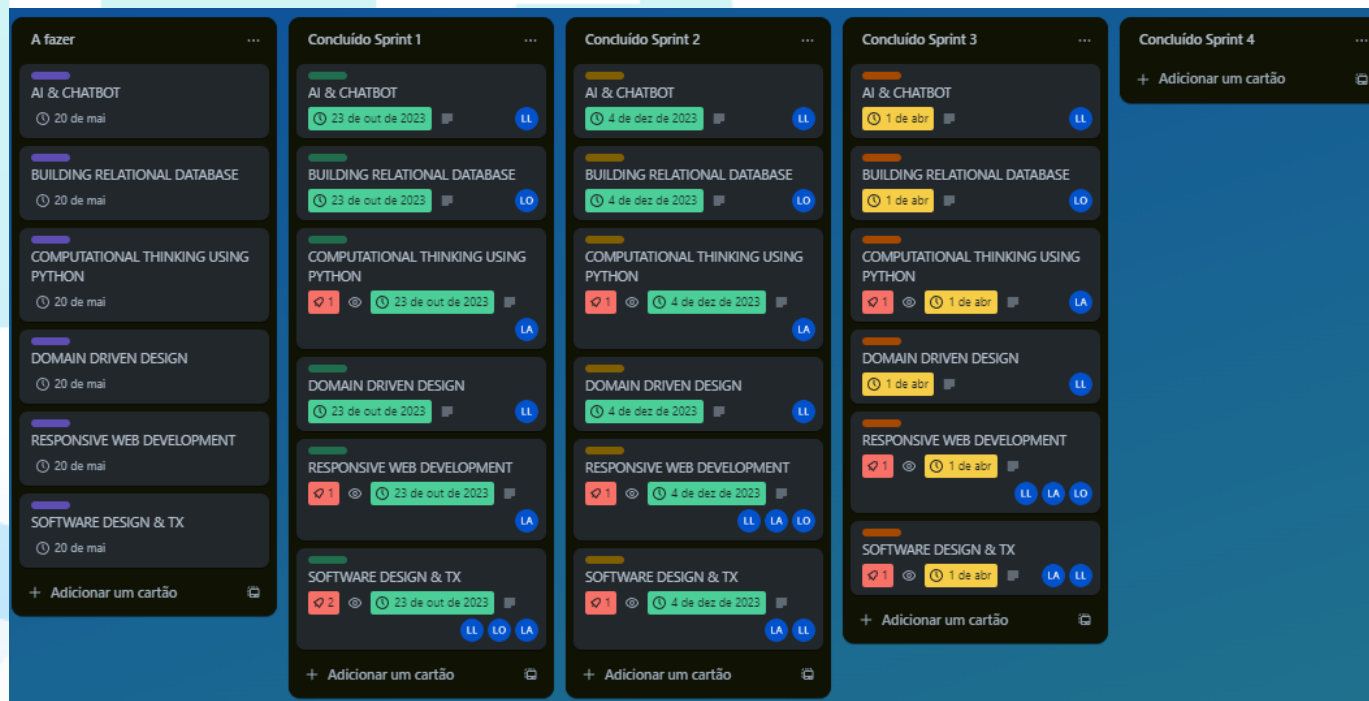 A fazer
AI & CHATBOT
20 de mai
BUILDING RELATIONAL DATABASE
20 de mai
COMPUTATIONAL THINKING USING
PYTHON
20 de mai
DOMAIN DRIVEN DESIGN
20 de mai
RESPONSIVE WEB DEVELOPMENT
20 de mai
SOFTWARE DESIGN & TX
20 de mai
+ Adicionar um cartão
Concluído Sprint 1
AI & CHATBOT
23 de out de 2023 LL
BUILDING RELATIONAL DATABASE
23 de out de 2023 LO
COMPUTATIONAL THINKING USING
PYTHON
1 23 de out de 2023
LA
DOMAIN DRIVEN DESIGN
23 de out de 2023 LL
RESPONSIVE WEB DEVELOPMENT
1 23 de out de 2023
LA
SOFTWARE DESIGN & TX
2 23 de out de 2023
LL LO LA
+ Adicionar um cartão
Concluído Sprint 2
AI & CHATBOT
4 de dez de 2023 LL
BUILDING RELATIONAL DATABASE
4 de dez de 2023 LO
COMPUTATIONAL THINKING USING
PYTHON
1 4 de dez de 2023
LA
DOMAIN DRIVEN DESIGN
4 de dez de 2023 LL
RESPONSIVE WEB DEVELOPMENT
1 4 de dez de 2023
LL LA LO
SOFTWARE DESIGN & TX
1 4 de dez de 2023
LA LL
+ Adicionar um cartão
Concluído Sprint 3
AI & CHATBOT
1 de abr LL
BUILDING RELATIONAL DATABASE
1 de abr LO
COMPUTATIONAL THINKING USING
PYTHON
1 1 de abr LA
DOMAIN DRIVEN DESIGN
1 de abr LL
RESPONSIVE WEB DEVELOPMENT
1 1 de abr
LL LA LO
SOFTWARE DESIGN & TX
1 1 de abr LA LL
+ Adicionar um cartão
Concluído Sprint 4
+ Adicionar um cartão